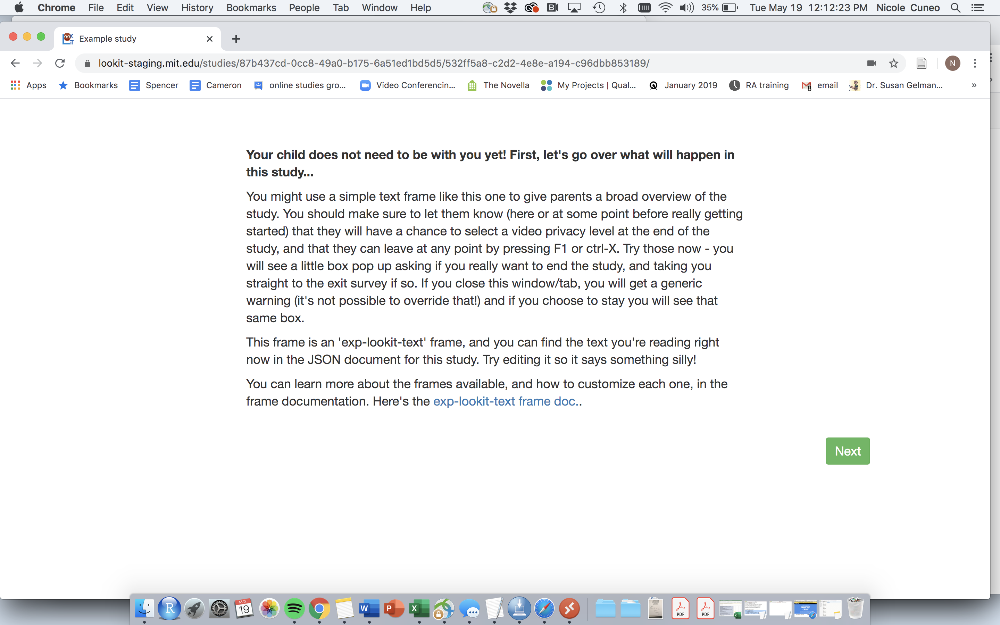 Chrome File Edit View History Bookmarks People Tab Window Help 35% Tue May 19 12:12:23 PM Nicole Cuneo
Example study
lookit-staging.mit.edu/studies/87b437cd-0cc8-49a0-b175-6a51ed1bd5d5/532ff5a8-c2d2-4e8e-a194-c96dbb853189/ N
Apps Bookmarks Spencer Cameron online studies gro... Video Conferencin... The Novella My Projects | Qual... January 2019 RA training 8 email Dr. Susan Gelman... »
Your child does not need to be with you yet! First, let's go over what will happen in
this study...
You might use a simple text frame like this one to give parents a broad overview of the
study. You should make sure to let them know (here or at some point before really getting
started) that they will have a chance to select a video privacy level at the end of the
study, and that they can leave at any point by pressing F1 or ctrl-X. Try those now - you
will see a little box pop up asking if you really want to end the study, and taking you
straight to the exit survey if so. If you close this window/tab, you will get a generic
warning (it's not possible to override that!) and if you choose to stay you will see that
same box.
This frame is an 'exp-lookit-text' frame, and you can find the text you're reading right
now in the JSON document for this study. Try editing it so it says something silly!
You can learn more about the frames available, and how to customize each one, in the
frame documentation. Here's the exp-lookit-text frame doc..
Next
R MAY 19 W P X PDF PDF JAVASCRIPT CIRCUIT